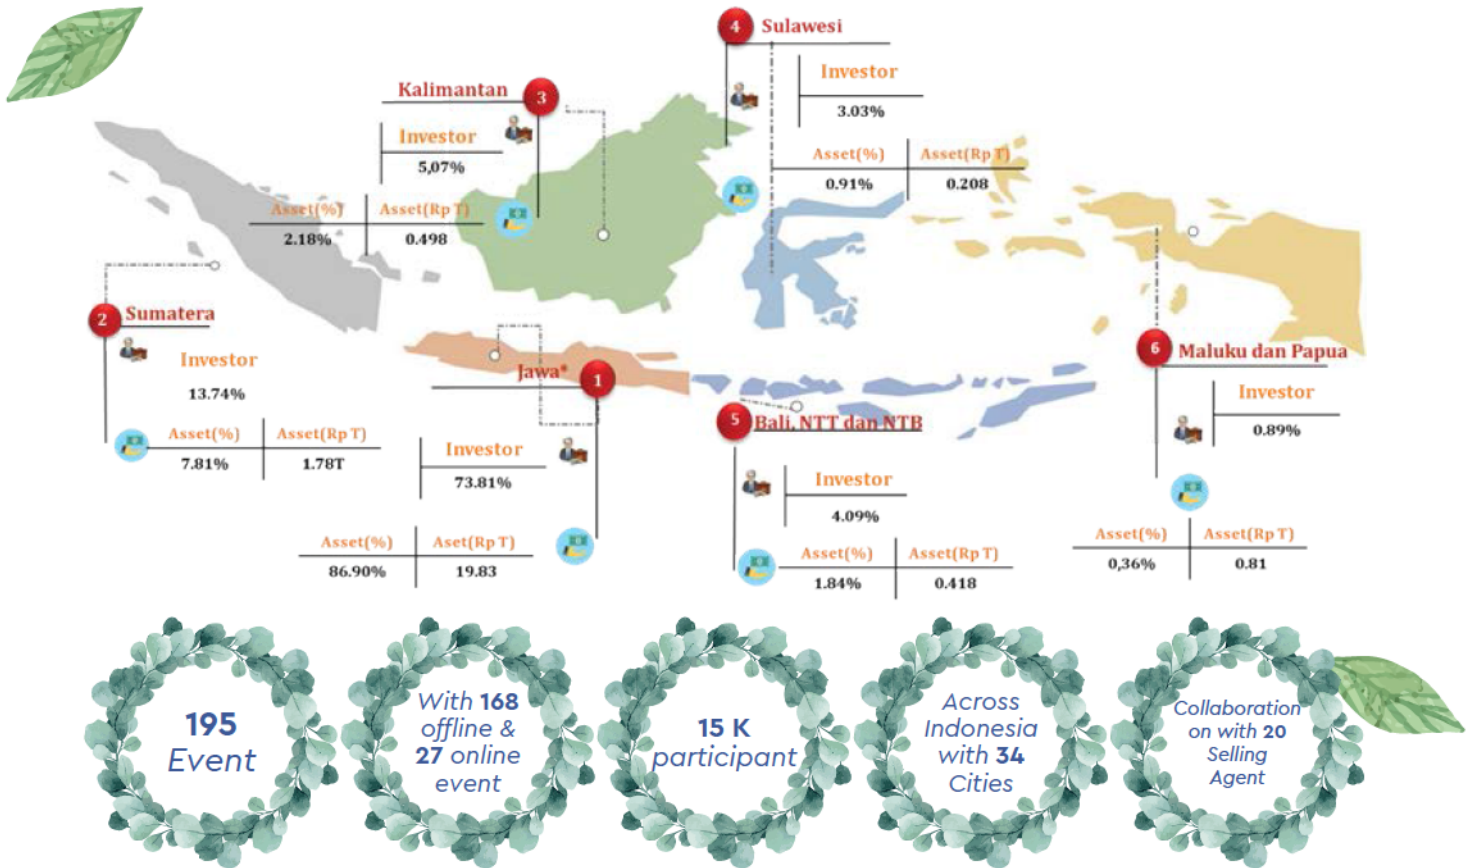 4 Sulawesi
Investor
3.03%
Asset(%) Asset(Rp T)
0.91% 0.208
Kalimantan 3
Investor
5,07%
Asset(%) Asset(Rp T)
2.18% 0.498
2 Sumatera
Investor
13.74%
Asset(%) Asset(Rp T)
7.81% 1.78T
Jawa* 1
Investor
73.81%
Asset(%) Aset(Rp T)
86.90% 19.83
5 Bali, NTT dan NTB
Investor
4.09%
Asset(%) Asset(Rp T)
1.84% 0.418
6 Maluku dan Papua
Investor
0.89%
Asset(%) Asset(Rp T)
0,36% 0.81
195
Event
With 168
offline &
27 online
event
15 K
participant
Across
Indonesia
with 34
Cities
Collaboration
on with 20
Selling
Agent